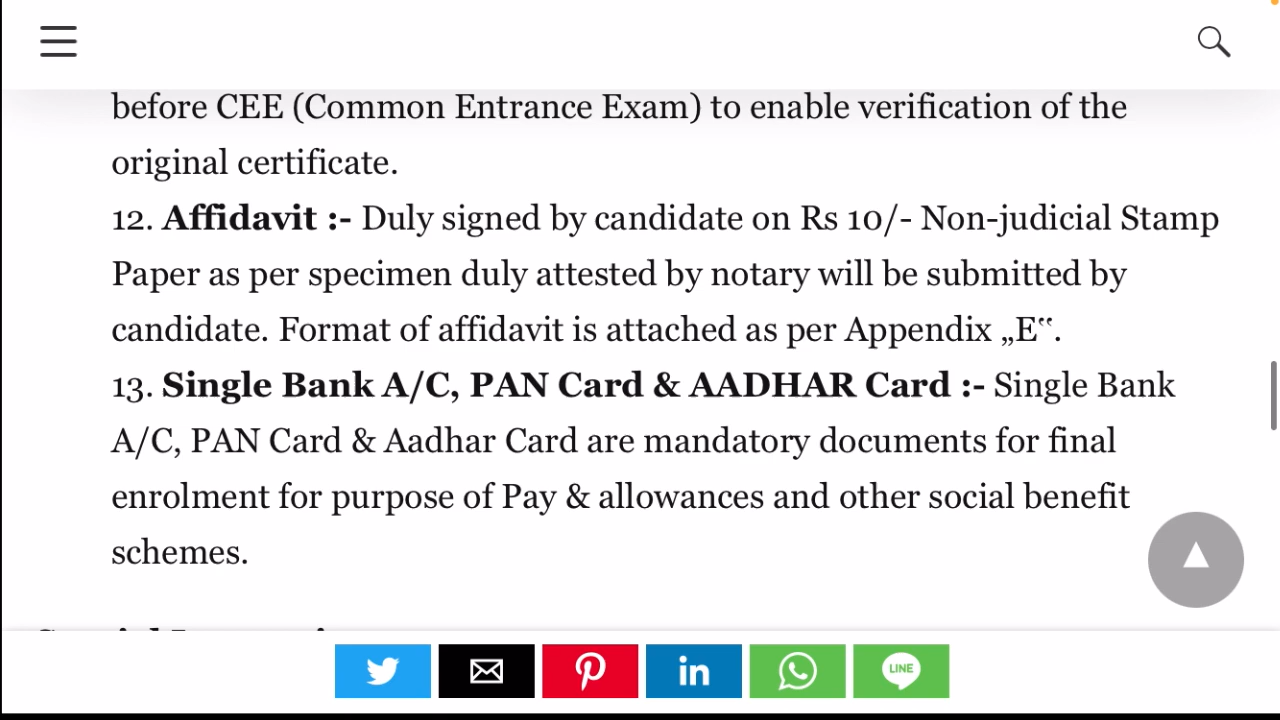 before CEE (Common Entrance Exam) to enable verification of the
original certificate.
12. Affidavit :- Duly signed by candidate on Rs 10/- Non-judicial Stamp
Paper as per specimen duly attested by notary will be submitted by
candidate. Format of affidavit is attached as per Appendix „E‟.
13. Single Bank A/C, PAN Card & AADHAR Card :- Single Bank
A/C, PAN Card & Aadhar Card are mandatory documents for final
enrolment for purpose of Pay & allowances and other social benefit
schemes.
in
LINE